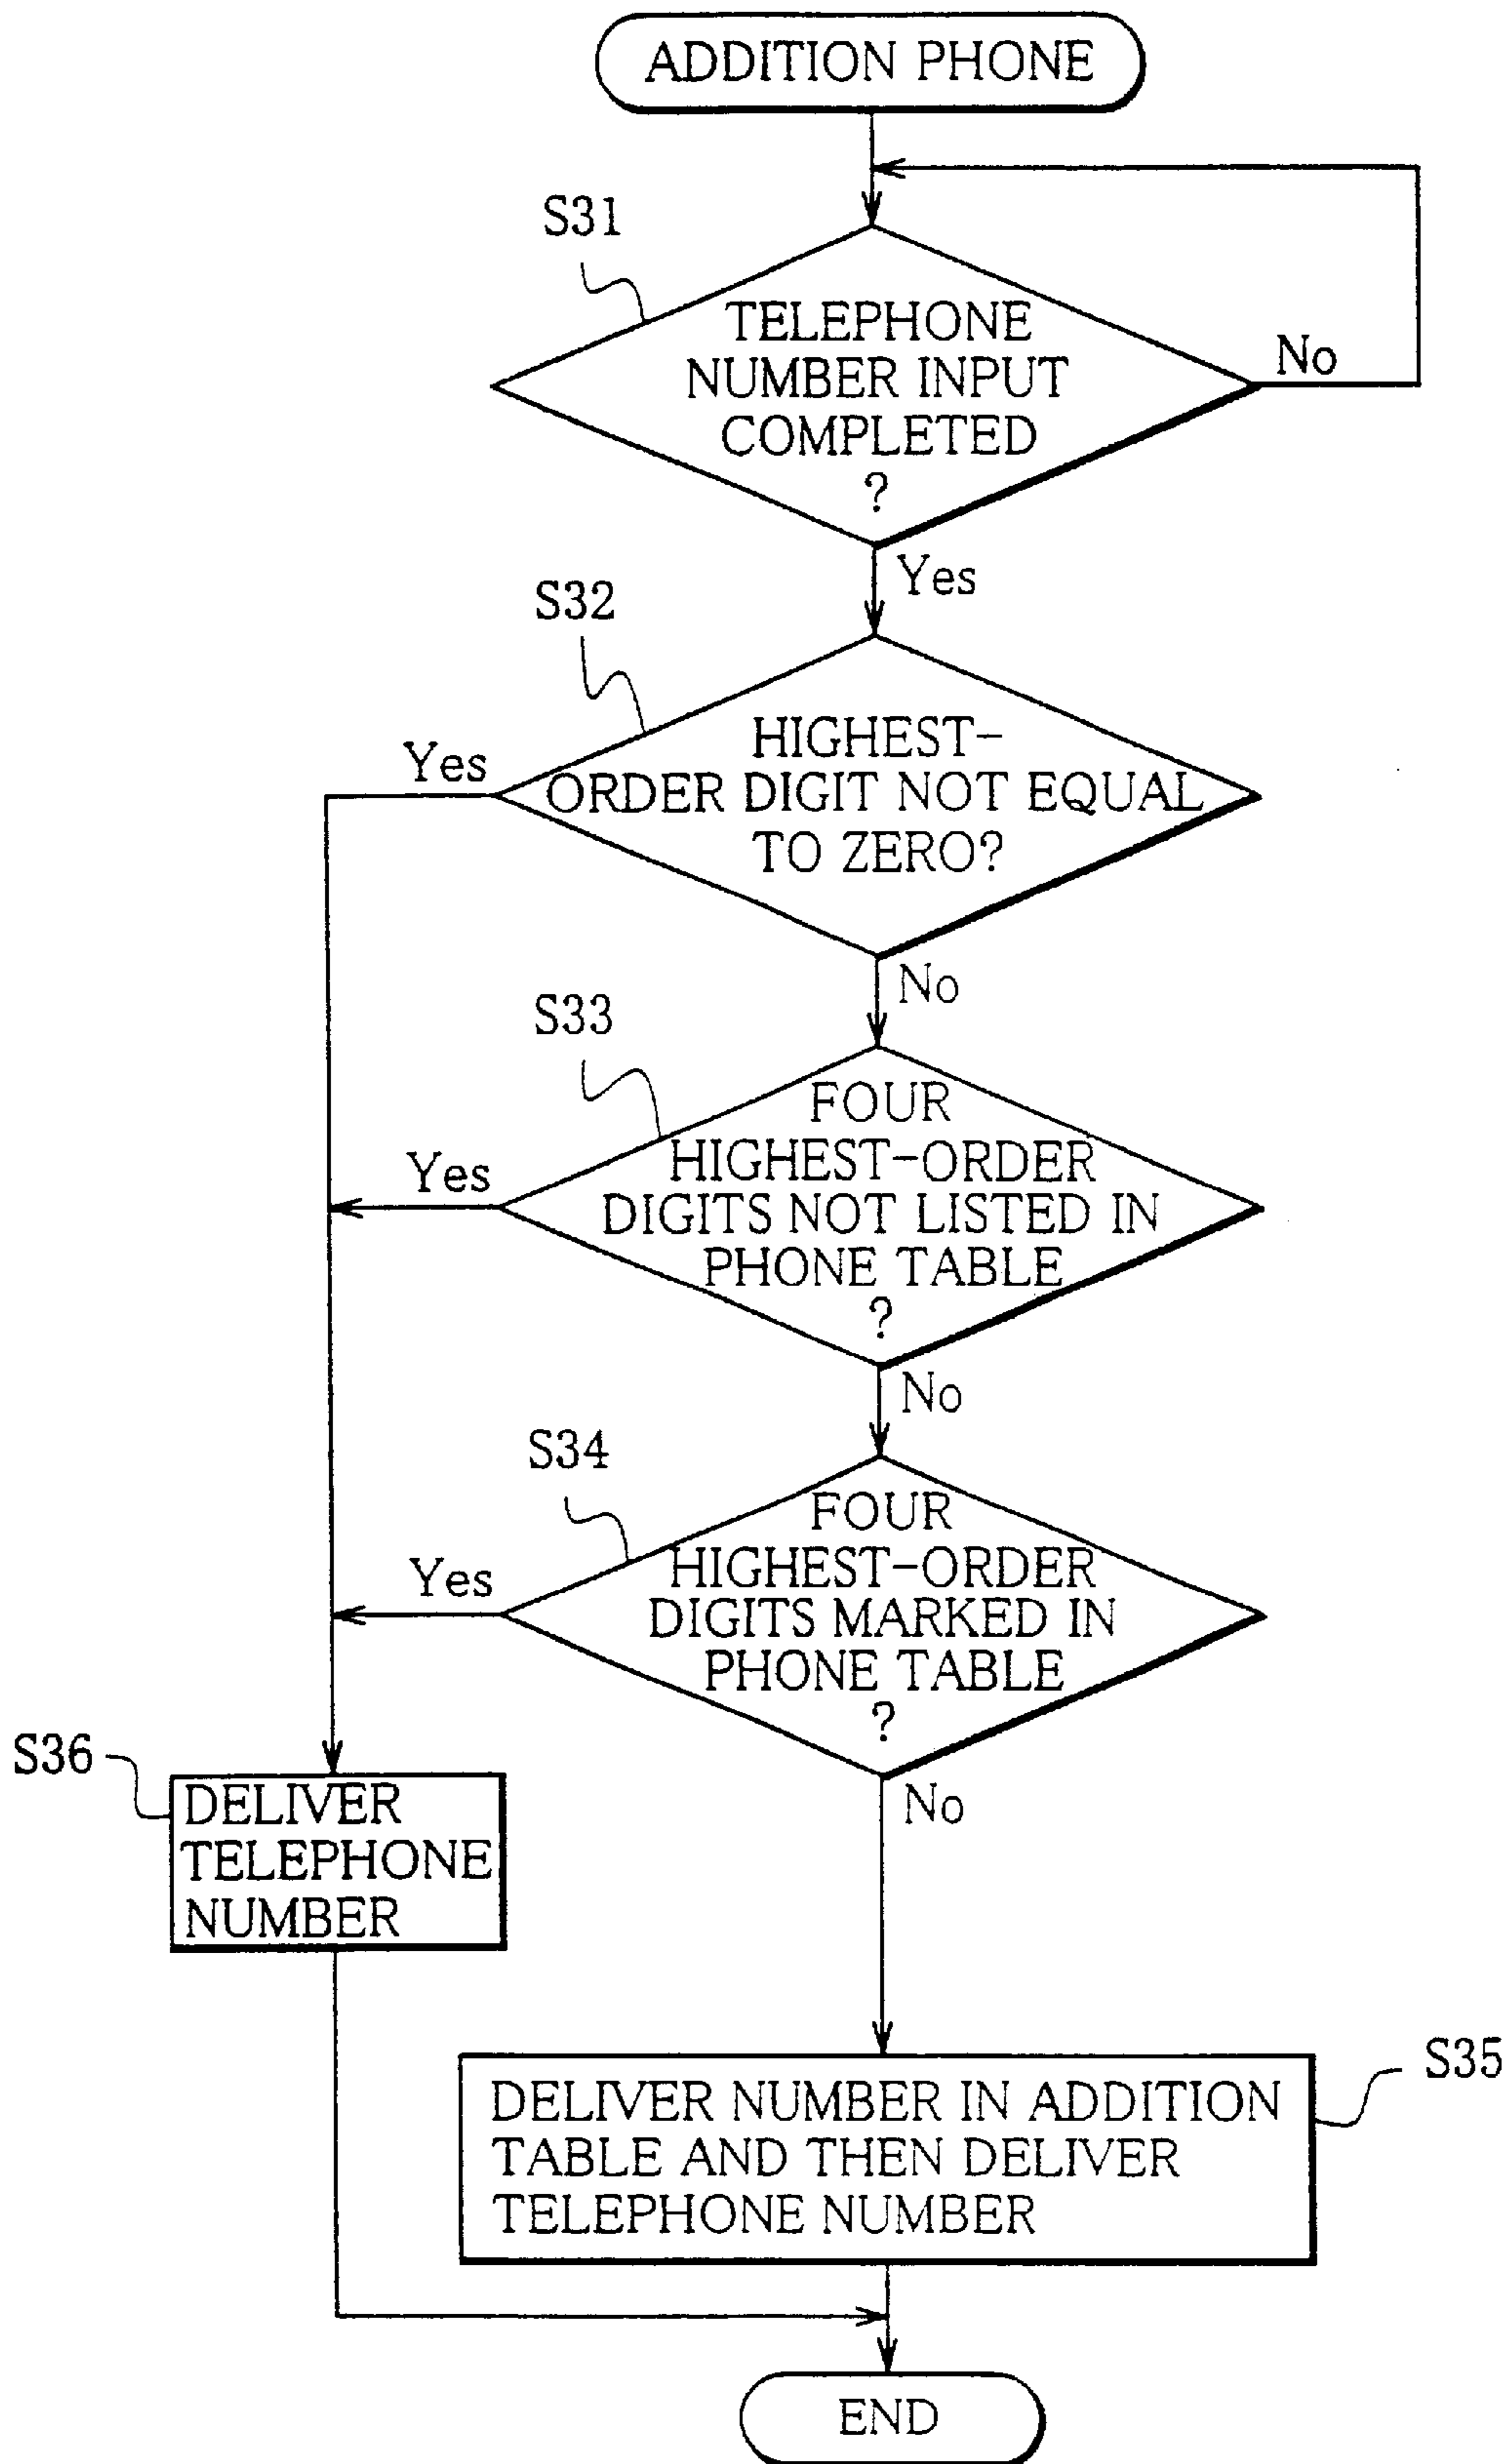 ADDITION PHONE
S31
TELEPHONE
NUMBER INPUT
COMPLETED
?
No
Yes
S32
HIGHEST-
ORDER DIGIT NOT EQUAL
TO ZERO?
Yes
No
S33
FOUR
HIGHEST-ORDER
DIGITS NOT LISTED IN
PHONE TABLE
?
Yes
No
S34
FOUR
HIGHEST-ORDER
DIGITS MARKED IN
PHONE TABLE
?
Yes
No
S36
DELIVER
TELEPHONE
NUMBER
S35
DELIVER NUMBER IN ADDITION
TABLE AND THEN DELIVER
TELEPHONE NUMBER
END